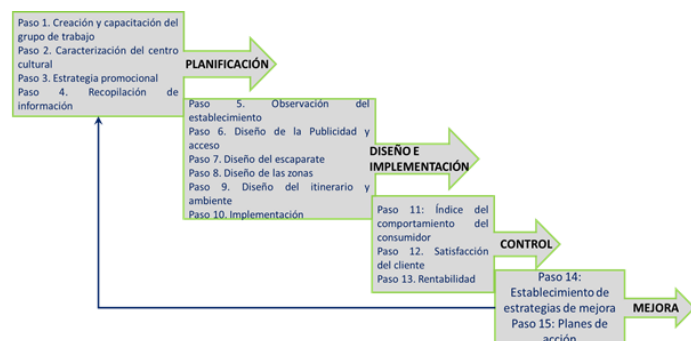 Paso 1. Creación y capacitación del
grupo de trabajo
Paso 2. Caracterización del centro
cultural
Paso 3. Estrategia promocional
Paso 4. Recopilación de
información
PLANIFICACIÓN
Paso 5. Observación del
establecimiento
Paso 6. Diseño de la Publicidad y
acceso
Paso 7. Diseño del escaparate
Paso 8. Diseño de las zonas
Paso 9. Diseño del itinerario y
ambiente
Paso 10. Implementación
DISEÑO E
IMPLEMENTACIÓN
Paso 11: Índice del
comportamiento del
consumidor
Paso 12. Satisfacción
del cliente
Paso 13. Rentabilidad
CONTROL
Paso 14:
Establecimiento de
estrategias de mejora
Paso 15: Planes de
acción
MEJORA